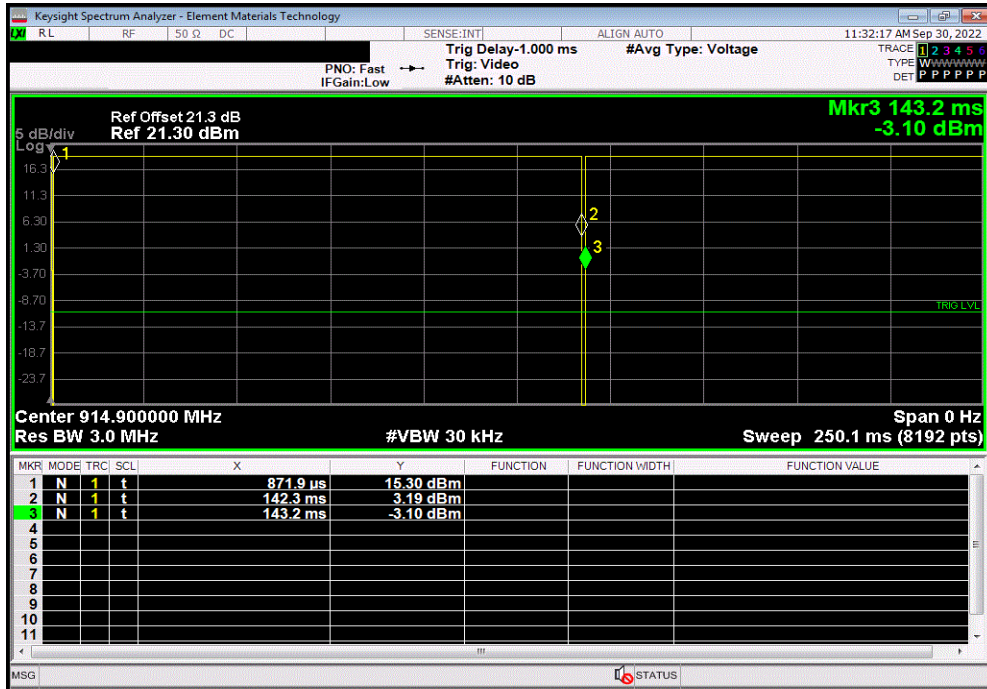 Keysight Spectrum Analyzer - Element Materials Technology
LXI RL RF 50 Ω DC SENSE:INT ALIGN AUTO 11:32:17 AM Sep 30, 2022
Trig Delay-1.000 ms #Avg Type: Voltage TRACE 1 2 3 4 5 6
PNO: Fast Trig: Video TYPE WWWWWW
IFGain:Low #Atten: 10 dB DET P P P P P P
Mkr3 143.2 ms
-3.10 dBm
Ref Offset 21.3 dB
5 dB/div Ref 21.30 dBm
Log
1
16.3
11.3
6.30
2
1.30
3
-3.70
-8.70
TRIG LVL
-13.7
-18.7
-23.7
Center 914.900000 MHz Span 0 Hz
Res BW 3.0 MHz #VBW 30 kHz Sweep 250.1 ms (8192 pts)
MKR MODE TRC SCL X Y FUNCTION FUNCTION WIDTH FUNCTION VALUE
1 N 1 t 871.9 µs 15.30 dBm
2 N 1 t 142.3 ms 3.19 dBm
3 N 1 t 143.2 ms -3.10 dBm
4
5
6
7
8
9
10
11
MSG STATUS